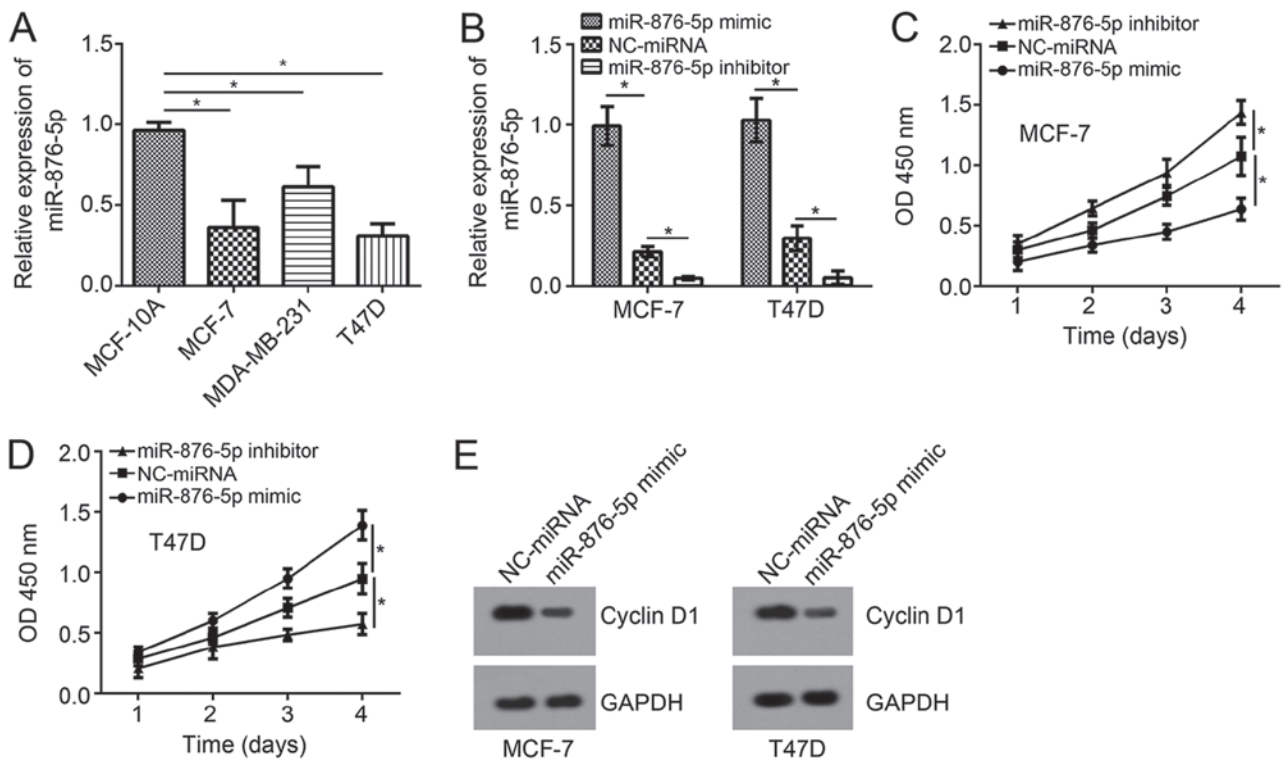 A
Relative expression of
miR-876-5p
1.5
1.0
0.5
0.0
*
*
*
MCF-10A
MCF-7
MDA-MB-231
T47D
B
miR-876-5p mimic
NC-miRNA
miR-876-5p inhibitor
Relative expression of
miR-876-5p
1.5
1.0
0.5
0.0
*
*
*
*
MCF-7
T47D
C
miR-876-5p inhibitor
NC-miRNA
miR-876-5p mimic
MCF-7
OD 450 nm
2.0
1.5
1.0
0.5
0.0
*
*
1 2 3 4
Time (days)
D
miR-876-5p inhibitor
NC-miRNA
miR-876-5p mimic
T47D
OD 450 nm
2.0
1.5
1.0
0.5
0.0
*
*
1 2 3 4
Time (days)
E
NC-miRNA
miR-876-5p mimic
Cyclin D1
GAPDH
MCF-7
NC-miRNA
miR-876-5p mimic
Cyclin D1
GAPDH
T47D